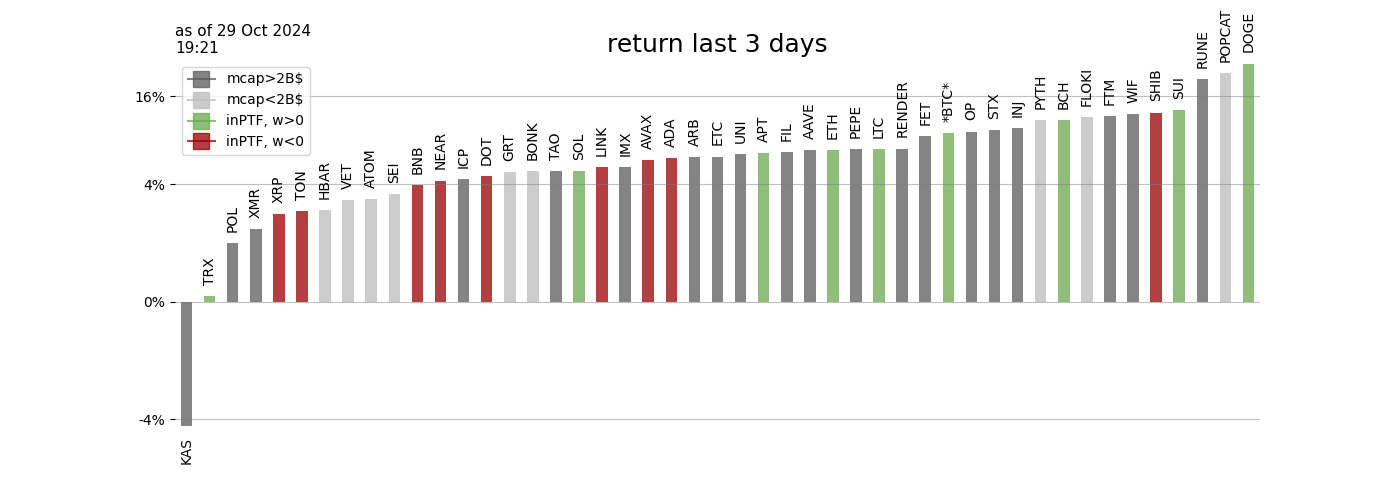 as of 29 Oct 2024
19:21
return last 3 days
mcap>2B$
mcap<2B$
inPTF, w>0
inPTF, w<0
16%
4%
0%
-4%
KAS
TRX
POL
XMR
XRP
TON
HBAR
VET
ATOM
SEI
BNB
NEAR
ICP
DOT
GRT
BONK
TAO
SOL
LINK
IMX
AVAX
ADA
ARB
ETC
UNI
APT
FIL
AAVE
ETH
PEPE
LTC
RENDER
FET
*BTC*
OP
STX
INJ
PYTH
BCH
FLOKI
FTM
WIF
SHIB
SUI
RUNE
POPCAT
DOGE